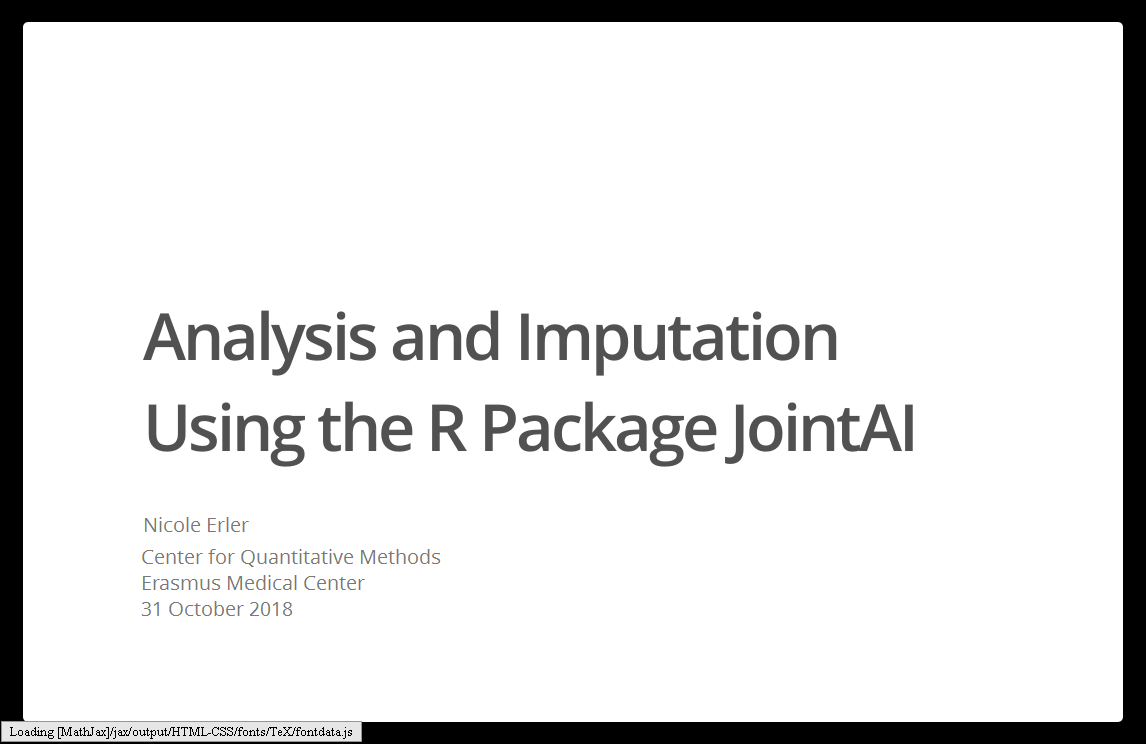 Analysis and Imputation
Using the R Package JointAI
Nicole Erler
Center for Quantitative Methods
Erasmus Medical Center
31 October 2018
Loading [MathJax]/jax/output/HTML-CSS/fonts/TeX/fontdata.js